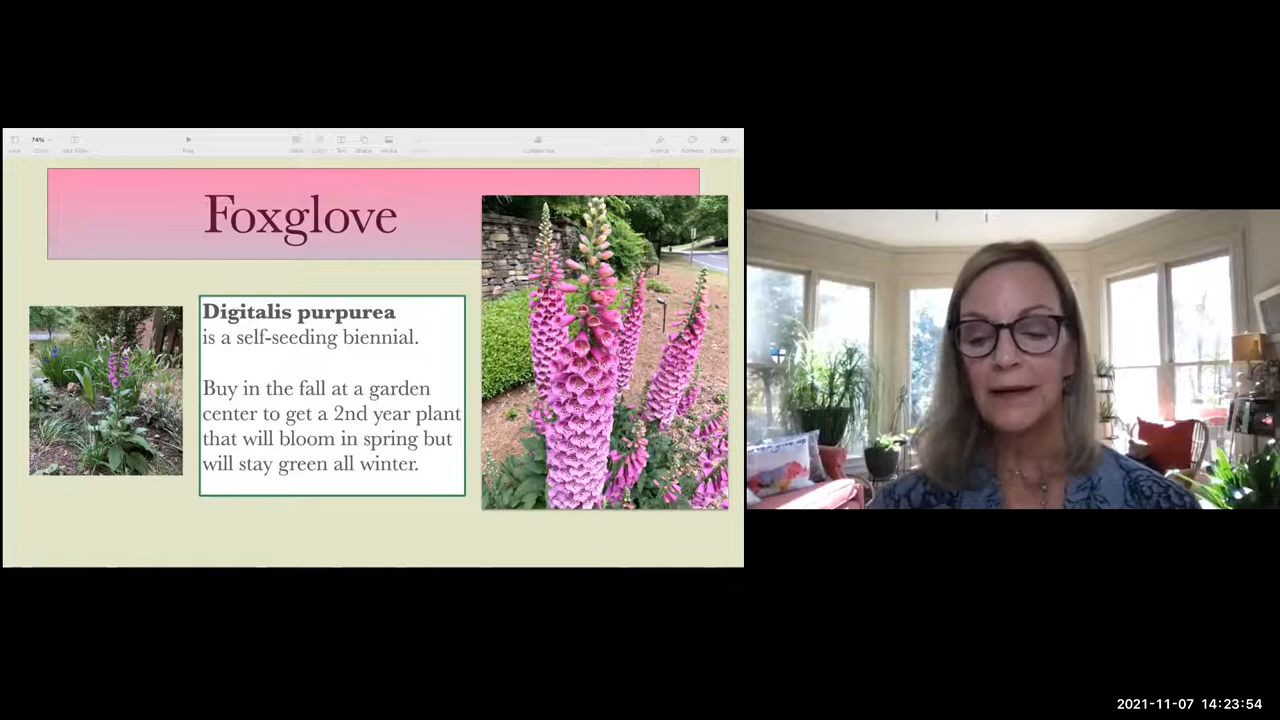 74%
Foxglove
Digitalis purpurea
is a self-seeding biennial.
Buy in the fall at a garden
center to get a 2nd year plant
that will bloom in spring but
will stay green all winter.
2021-11-07 14:23:54